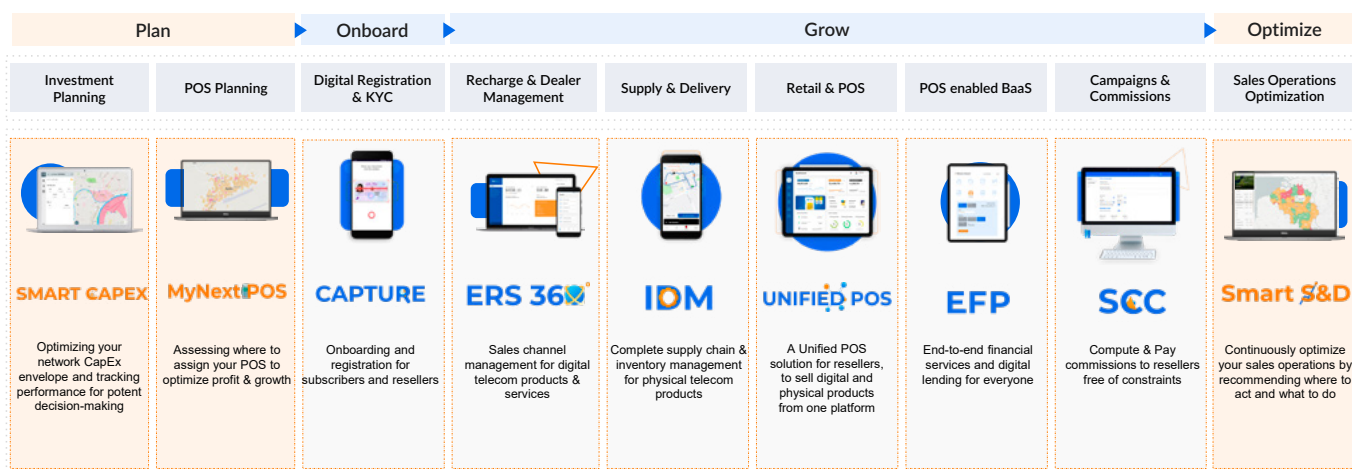 Plan
Onboard
Grow
Optimize
Investment
Planning
POS Planning
Digital Registration
& KYC
Recharge & Dealer
Management
Supply & Delivery
Retail & POS
POS enabled BaaS
Campaigns &
Commissions
Sales Operations
Optimization
SMART CAPEX
MyNext POS
CAPTURE
ERS 360
IDM
UNIFIED POS
EFP
SCC
Smart S&D
Optimizing your
network CapEx
envelope and tracking
performance for potent
decision-making
Assessing where to
assign your POS to
optimize profit & growth
Onboarding and
registration for
subscribers and resellers
Sales channel
management for digital
telecom products &
services
Complete supply chain &
inventory management
for physical telecom
products
A Unified POS
solution for resellers,
to sell digital and
physical products
from one platform
End-to-end financial
services and digital
lending for everyone
Compute & Pay
commissions to resellers
free of constraints
Continuously optimize
your sales operations by
recommending where to
act and what to do